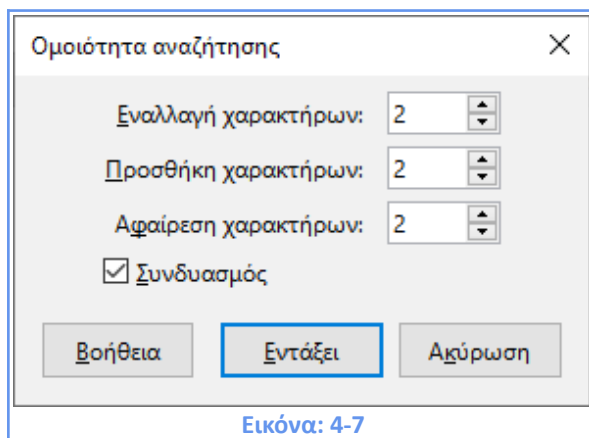 Ομοιότητα αναζήτησης
Εναλλαγή χαρακτήρων: 2
Προσθήκη χαρακτήρων: 2
Αφαίρεση χαρακτήρων: 2
Συνδυασμός
Βοήθεια Εντάξει Ακύρωση
Εικόνα: 4-7